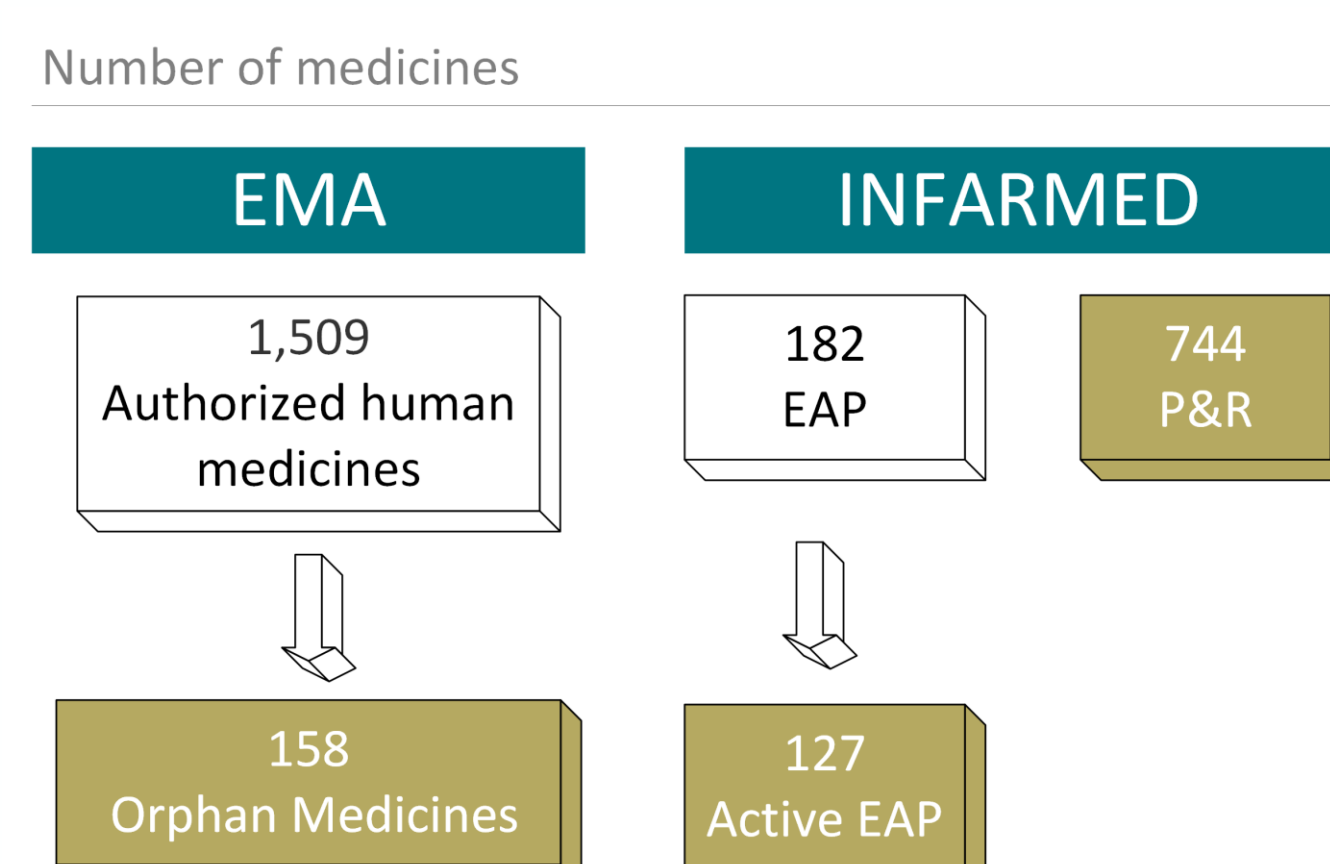 Number of medicines
EMA
INFARMED
1,509
Authorized human
medicines
182
EAP
744
P&R
158
Orphan Medicines
127
Active EAP